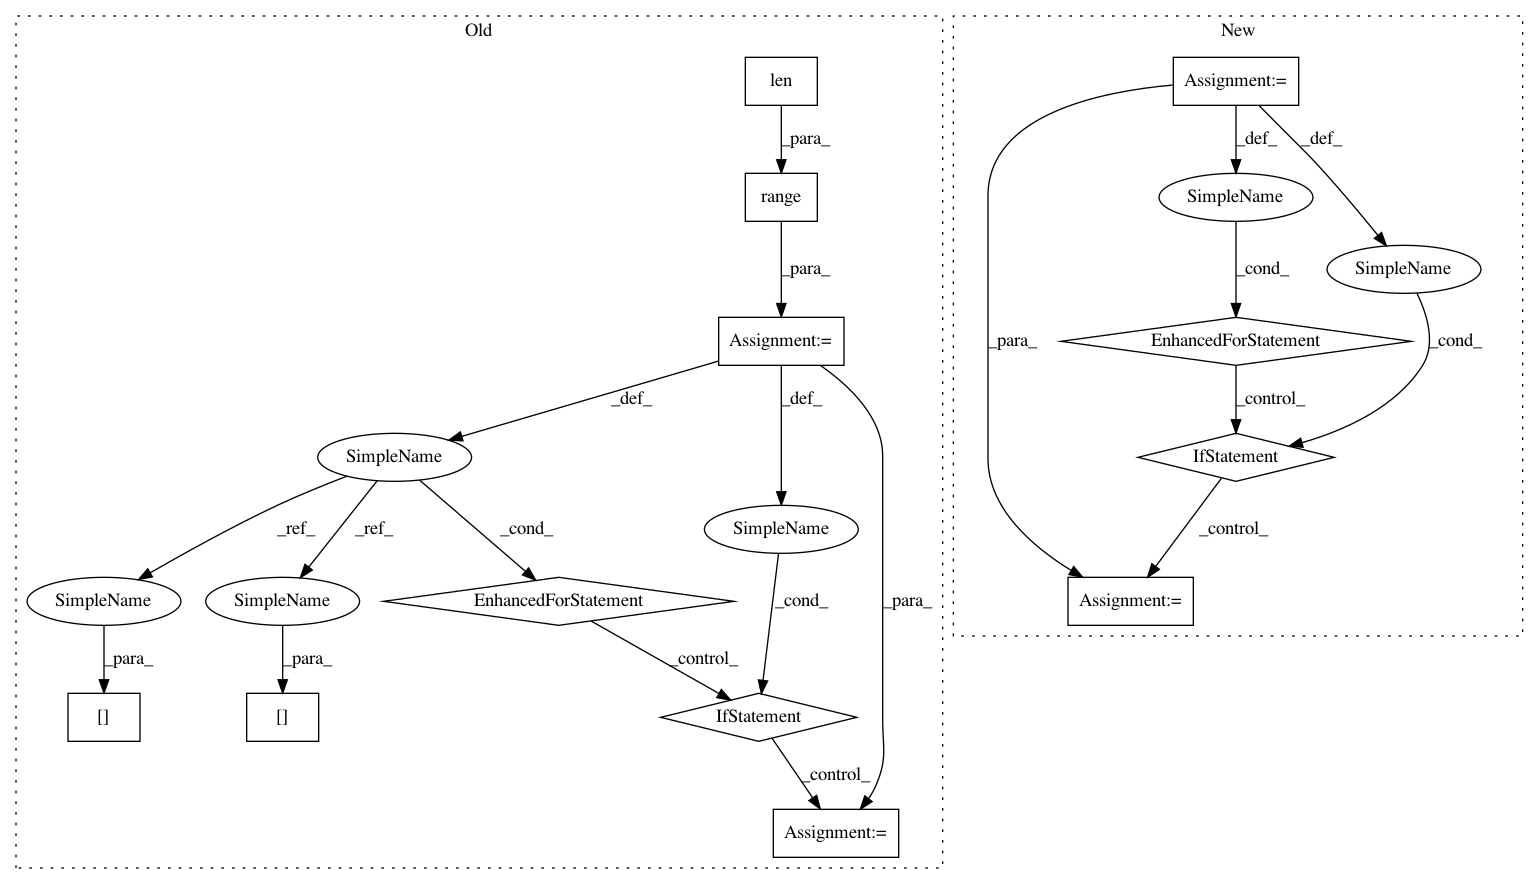 Old
New
len
Assignment:=
_para_
_def_
_def_
range
SimpleName
SimpleName
_para_
_cond_
Assignment:=
EnhancedForStatement
_para_
_cond_
_def_
_def_
_control_
SimpleName
IfStatement
_ref_
_ref_
_cond_
SimpleName
_control_
SimpleName
SimpleName
EnhancedForStatement
_cond_
_para_
Assignment:=
_para_
_para_
_control_
[]
[]
IfStatement
_control_
Assignment:=